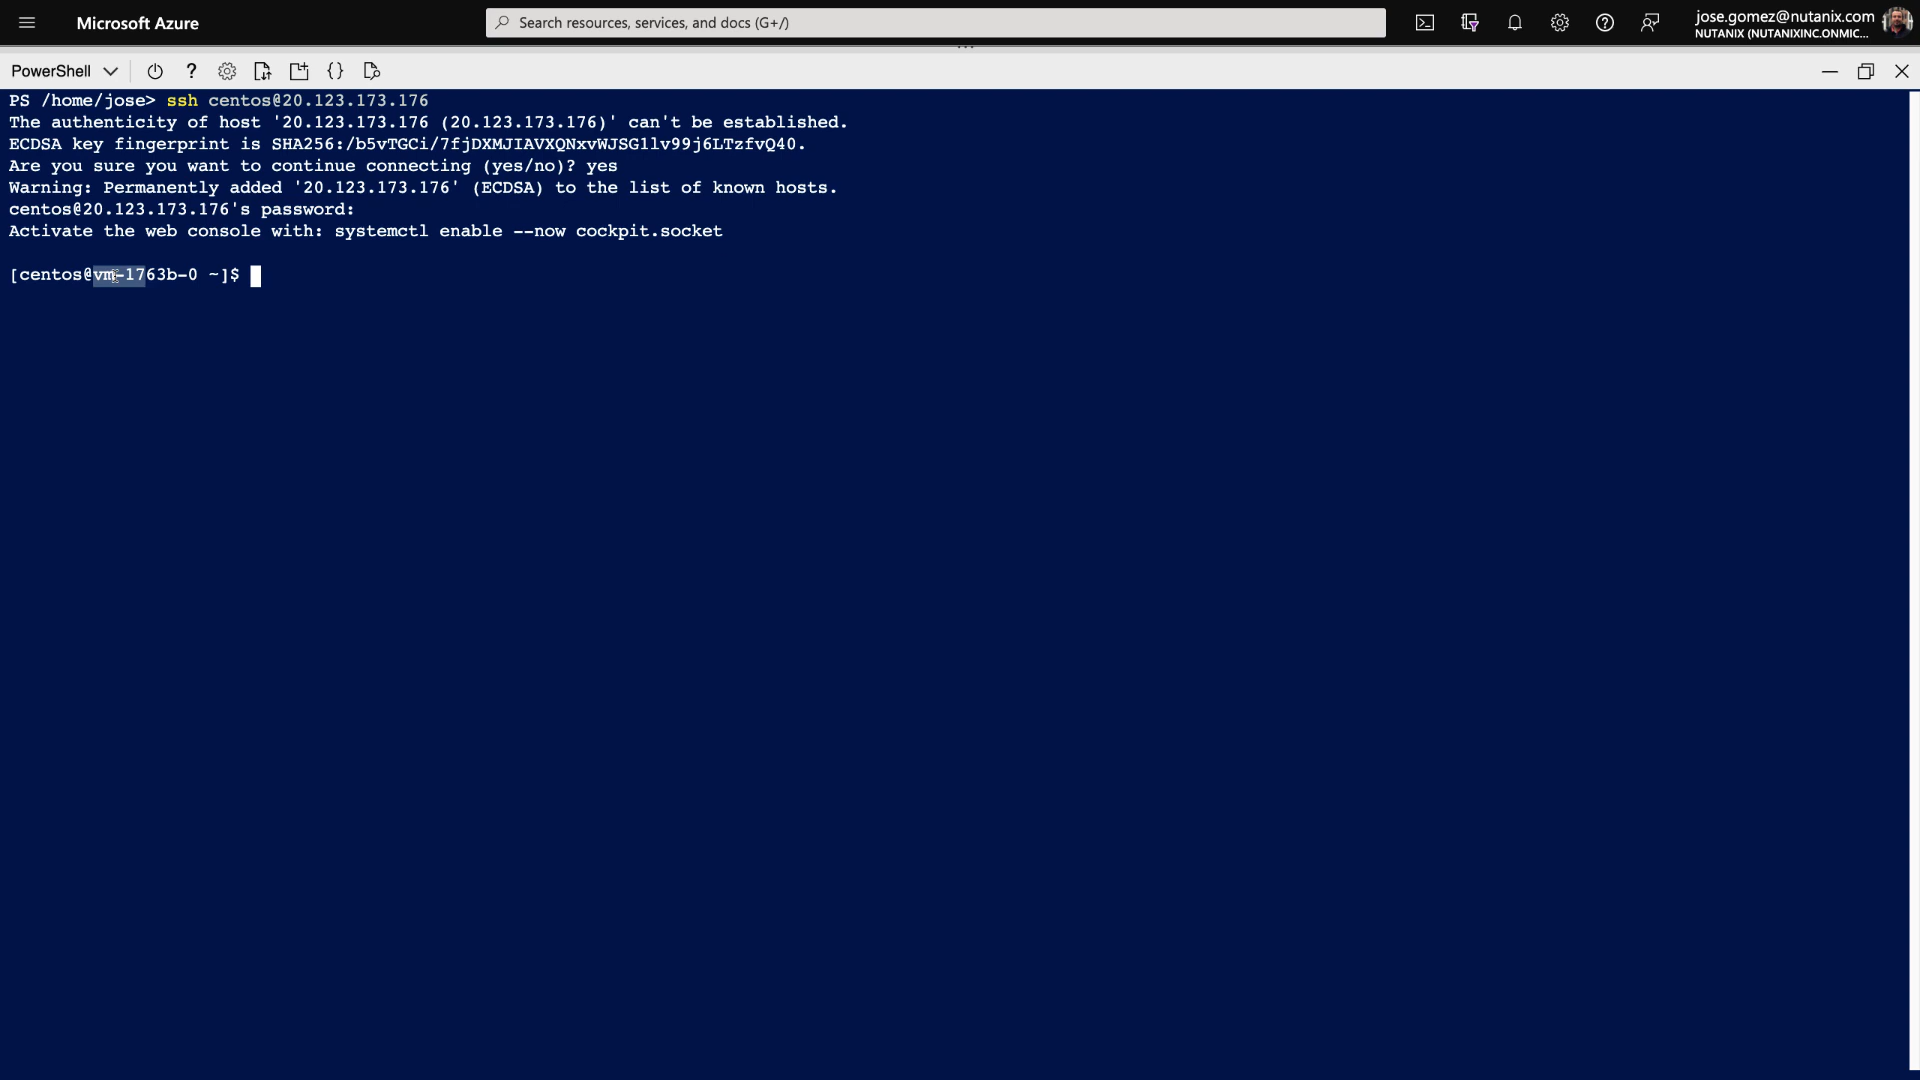 Microsoft Azure
Search resources, services, and docs (G+/)
jose.gomez@nutanix.com
NUTANIX (NUTANIXINC.ONMIC...
PowerShell
PS /home/jose> ssh centos@20.123.173.176
The authenticity of host '20.123.173.176 (20.123.173.176)' can't be established.
ECDSA key fingerprint is SHA256:/b5vTGCi/7fjDXMJIAVXQNxvWJSG1lv99j6LTzfvQ40.
Are you sure you want to continue connecting (yes/no)? yes
Warning: Permanently added '20.123.173.176' (ECDSA) to the list of known hosts.
centos@20.123.173.176's password:
Activate the web console with: systemctl enable --now cockpit.socket
[centos@vm-1763b-0 ~]$